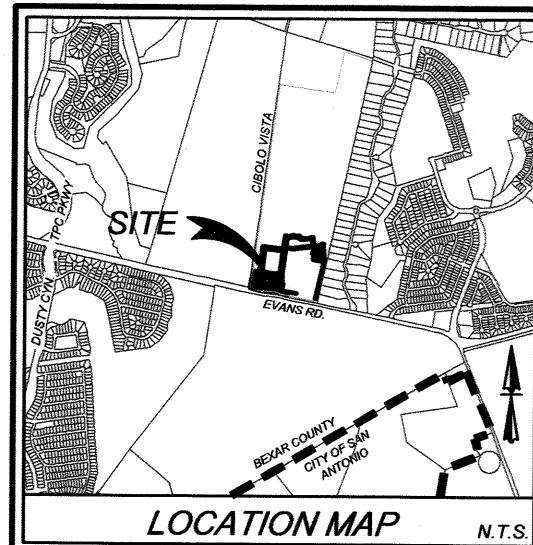 CIBOLO VISTA
TPC PKWY
SITE
DUSTY CYN
EVANS RD.
BEXAR COUNTY
CITY OF SAN
ANTONIO
LOCATION MAP
N.T.S.